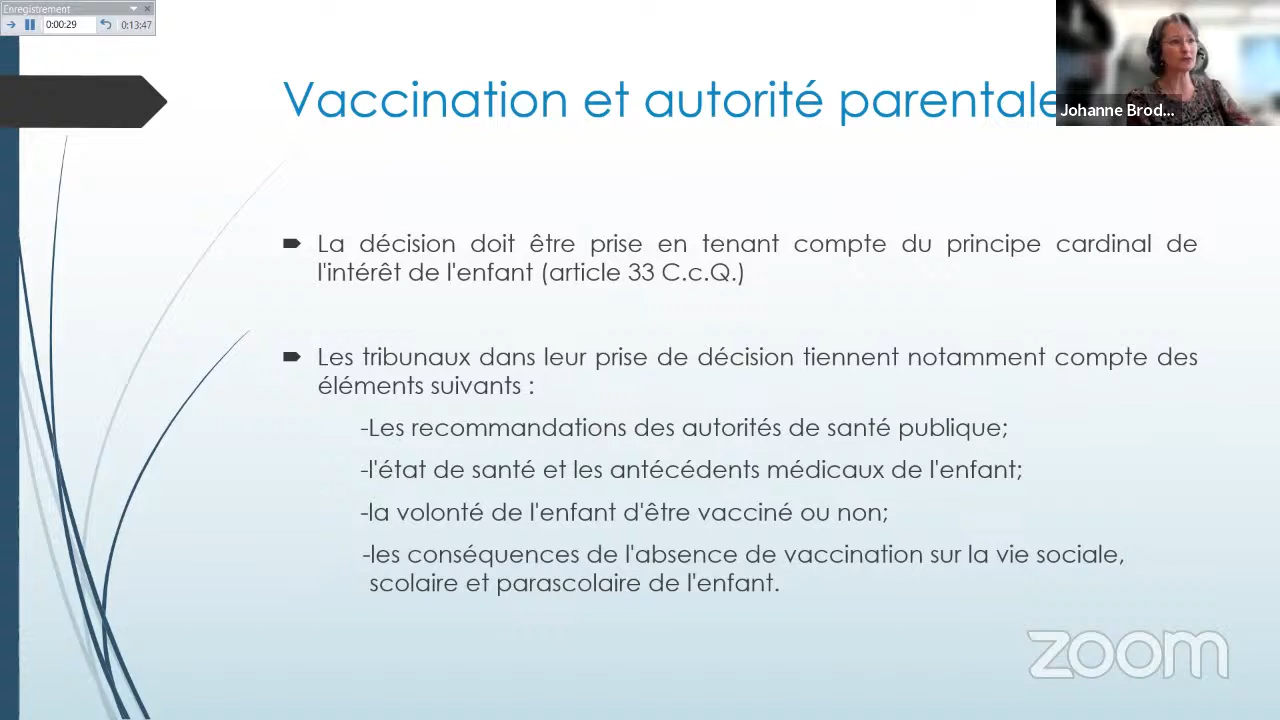 Enregistrement
0:00:29
0:13:47
Vaccination et autorité parentale
Johanne Brod...
La décision doit être prise en tenant compte du principe cardinal de
l'intérêt de l'enfant (article 33 C.c.Q.)
Les tribunaux dans leur prise de décision tiennent notamment compte des
éléments suivants :
-Les recommandations des autorités de santé publique;
-l'état de santé et les antécédents médicaux de l'enfant;
-la volonté de l'enfant d'être vacciné ou non;
-les conséquences de l'absence de vaccination sur la vie sociale,
scolaire et parascolaire de l'enfant.
zoom